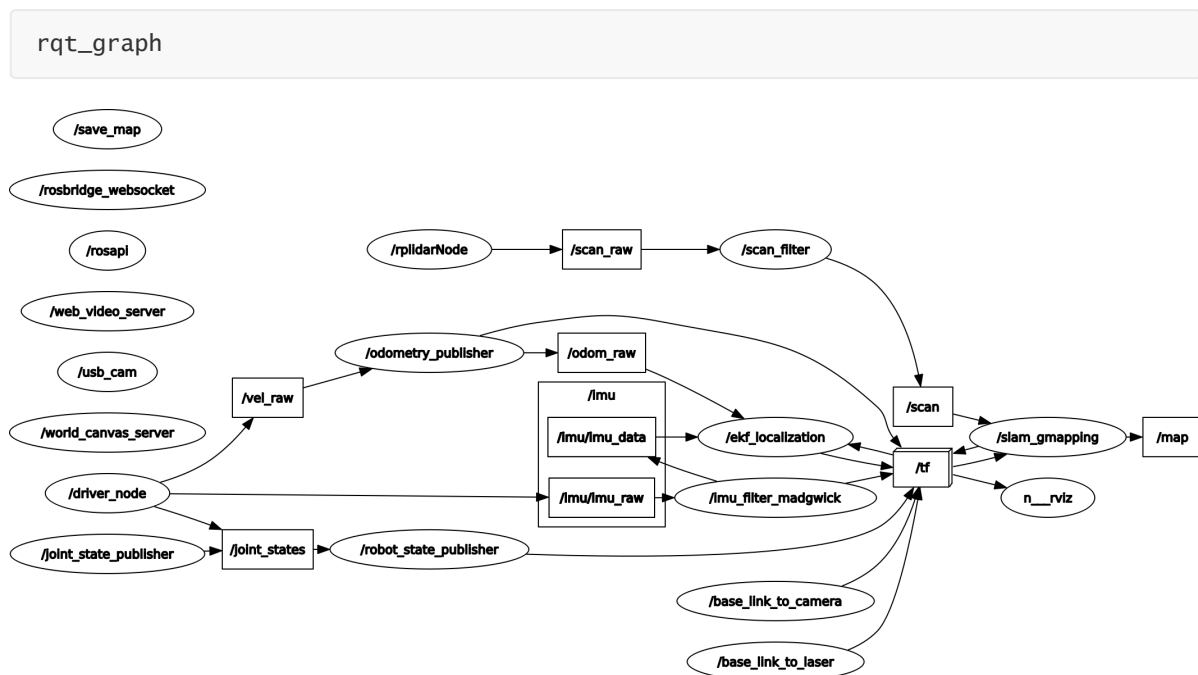 rqt_graph
/save_map
/rosbridge_websocket
/rosapi
/rplidarNode
/scan_raw
/scan_filter
/web_video_server
/odometry_publisher
/odom_raw
/usb_cam
/vel_raw
/imu
/scan
/world_canvas_server
/imu/imu_data
/ekf_localization
/slam_gmapping
/map
/tf
/driver_node
/imu/imu_raw
/imu_filter_madgwick
n__rviz
/joint_state_publisher
/joint_states
/robot_state_publisher
/base_link_to_camera
/base_link_to_laser